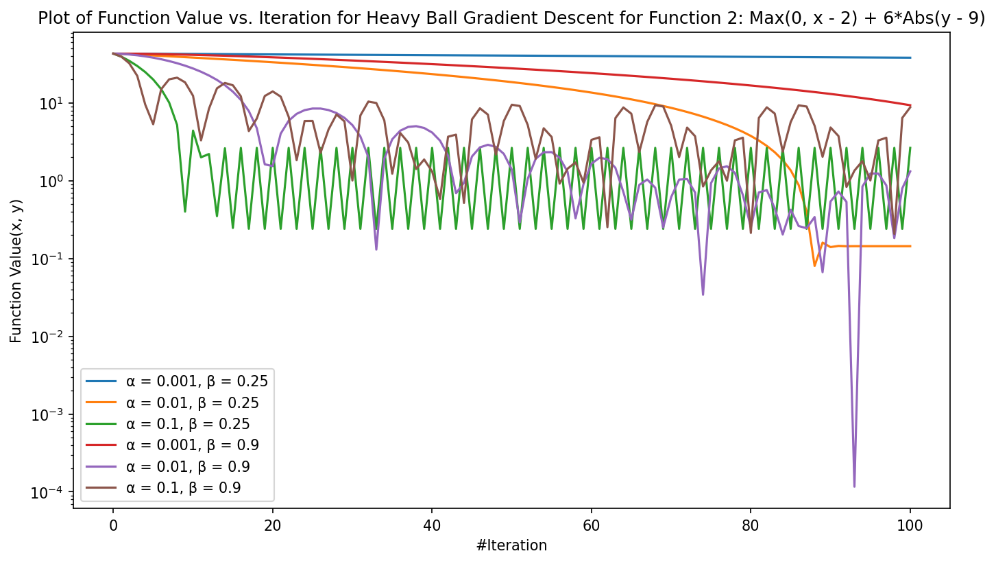 Plot of Function Value vs. Iteration for Heavy Ball Gradient Descent for Function 2: Max(0, x - 2) + 6*Abs(y - 9)
Function Value(x, y)
10¹
10⁰
10⁻¹
10⁻²
10⁻³
10⁻⁴
α = 0.001, β = 0.25
α = 0.01, β = 0.25
α = 0.1, β = 0.25
α = 0.001, β = 0.9
α = 0.01, β = 0.9
α = 0.1, β = 0.9
0 20 40 60 80 100
#Iteration